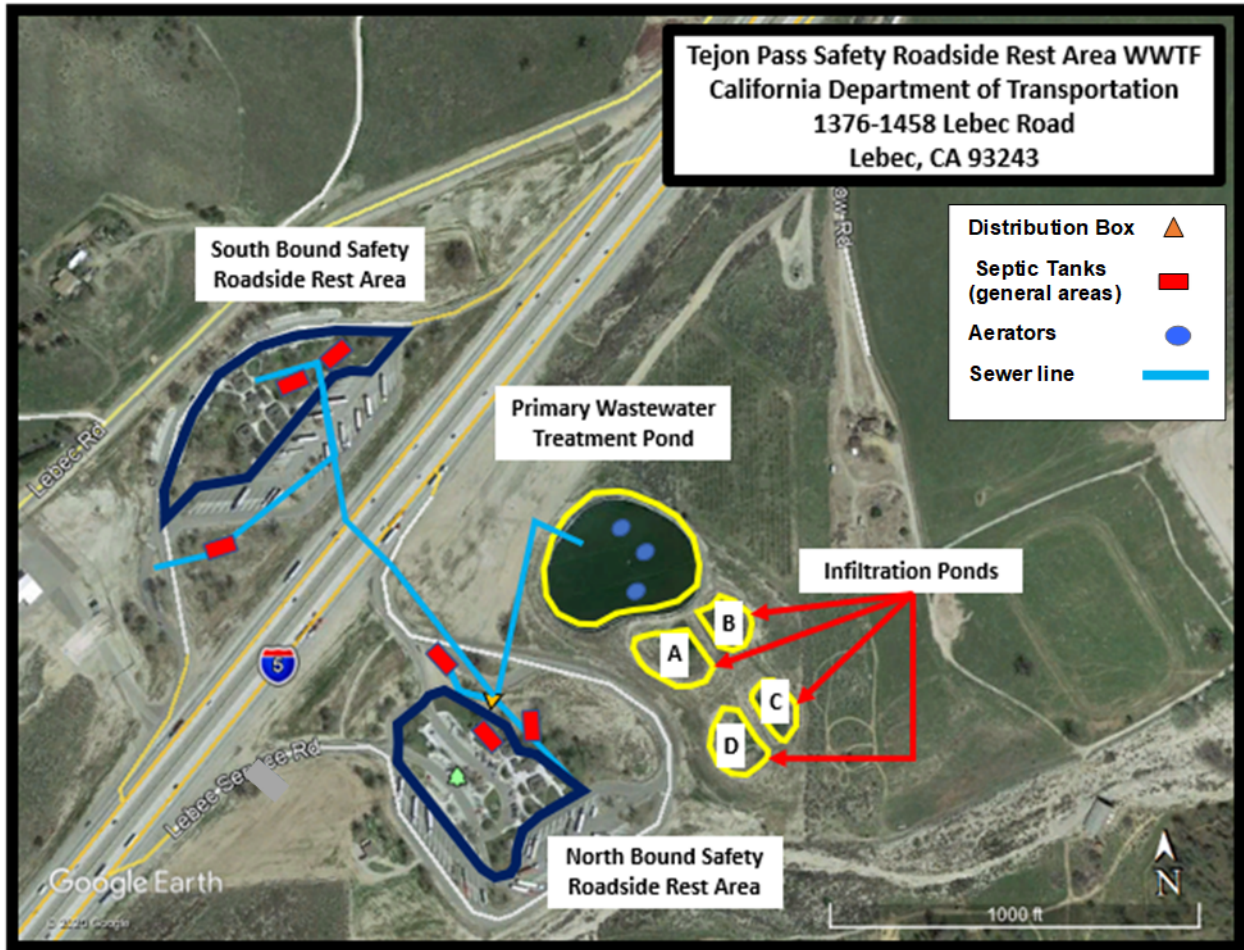 Tejon Pass Safety Roadside Rest Area WWTF
California Department of Transportation
1376-1458 Lebec Road
Lebec, CA 93243
Distribution Box
Septic Tanks
(general areas)
Aerators
Sewer line
South Bound Safety
Roadside Rest Area
Primary Wastewater
Treatment Pond
Infiltration Ponds
Lebec Rd
B
A
C
D
5
Lebec Service Rd
North Bound Safety
Roadside Rest Area
Google Earth
© 2020 Google
1000 ft
N